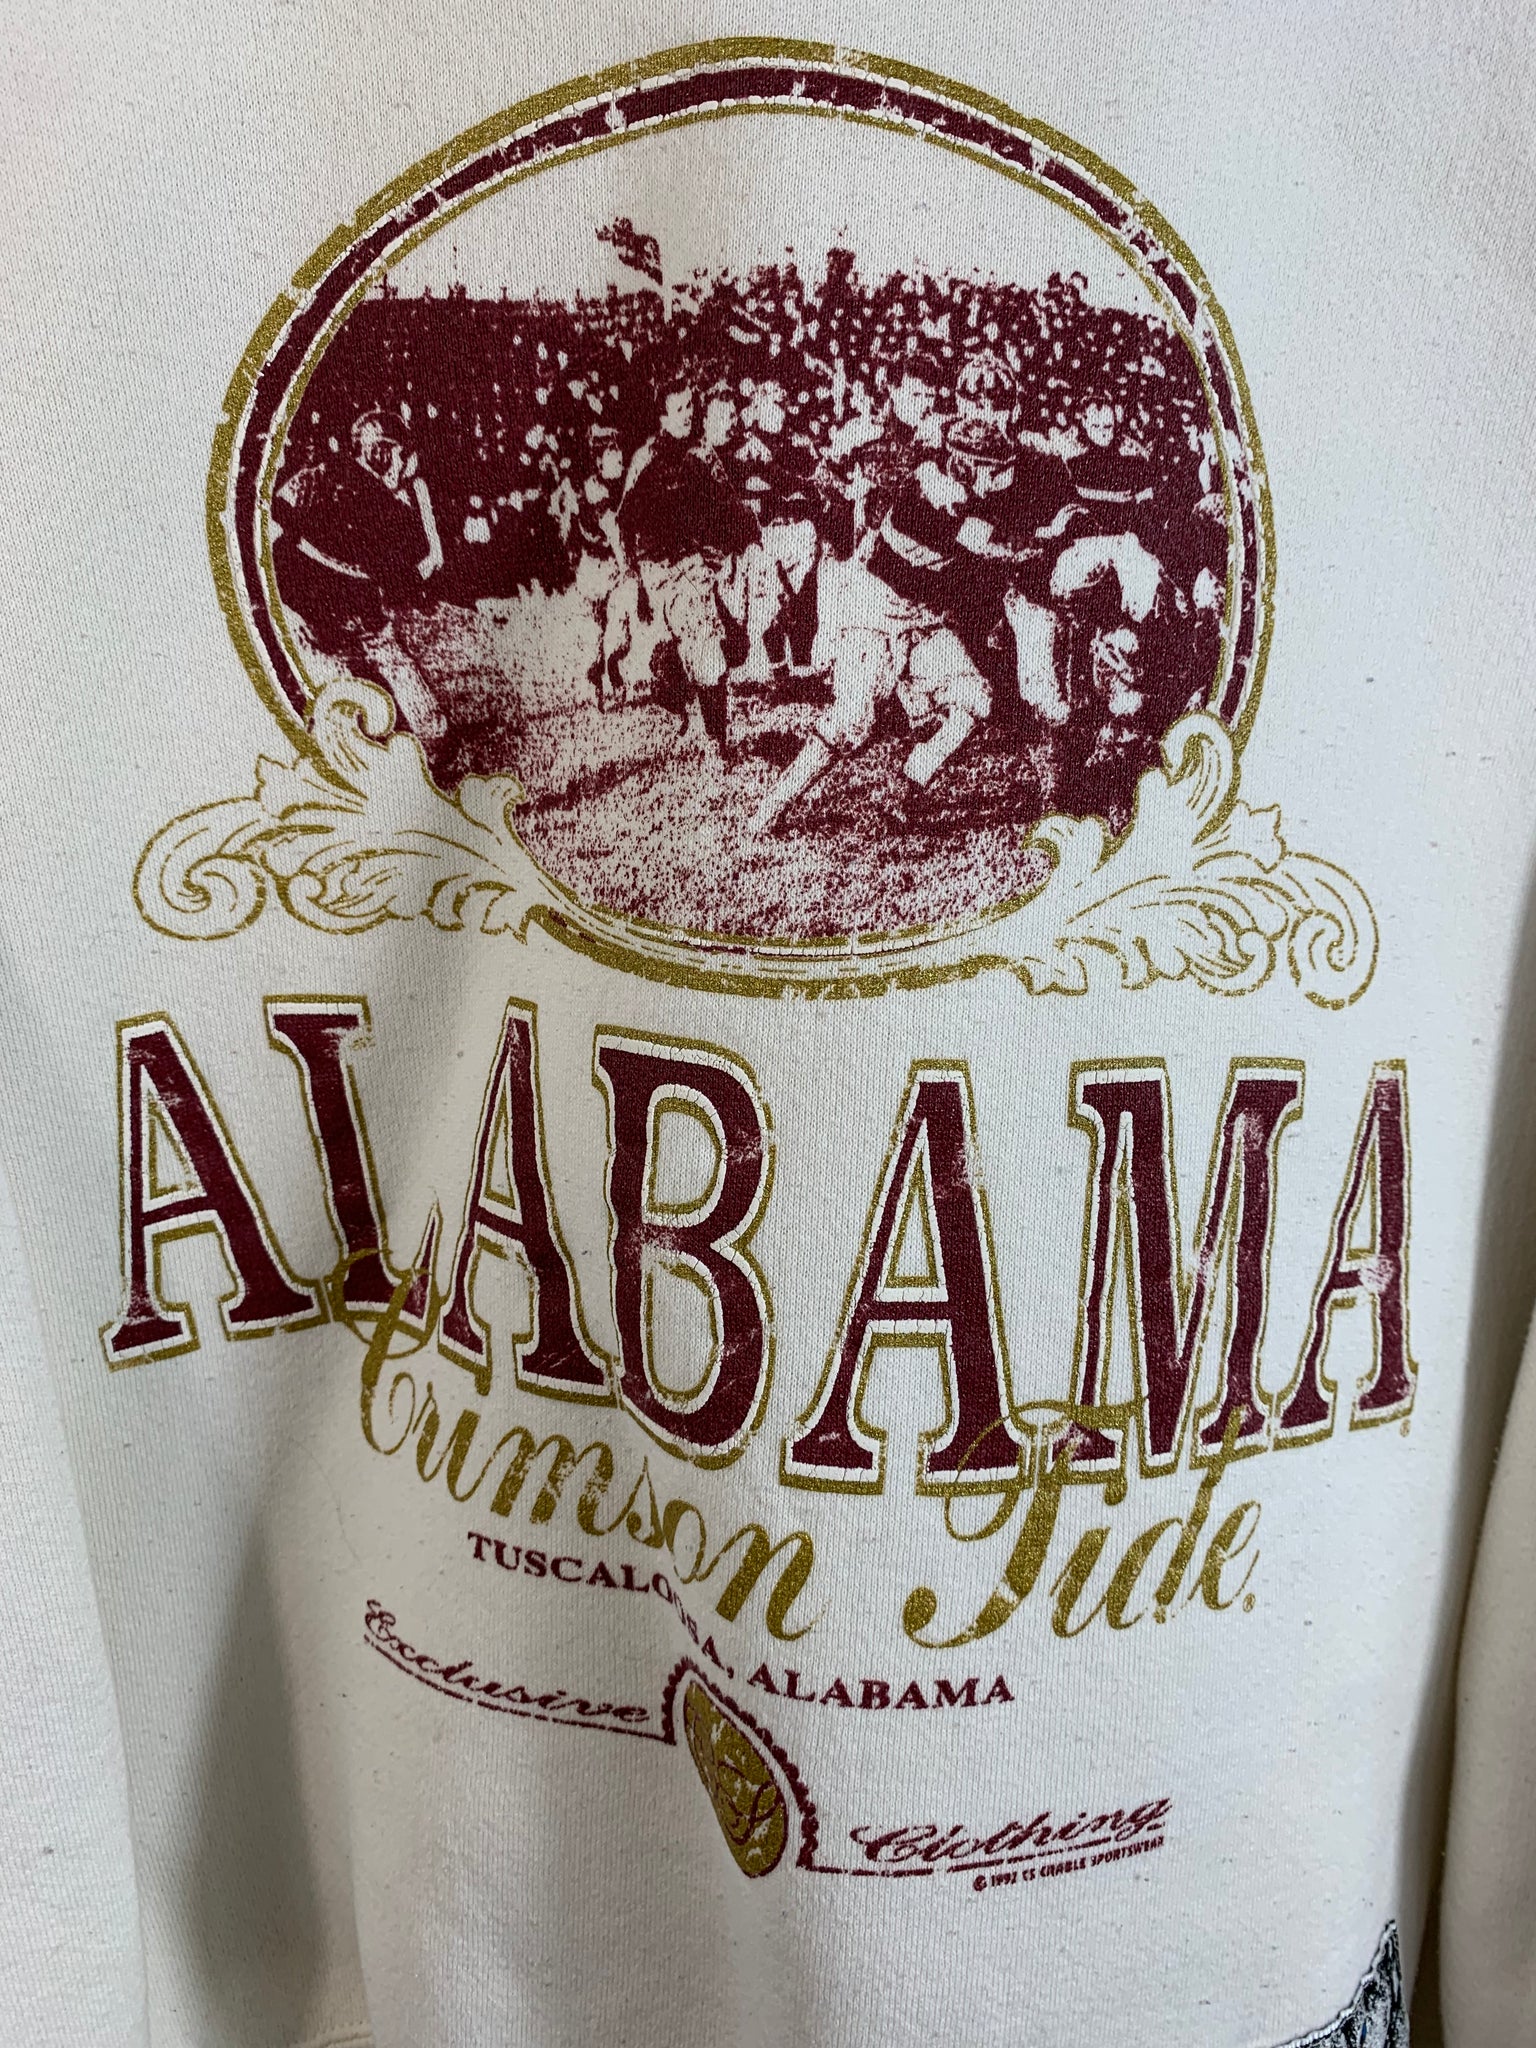 ALABAMA®
Crimson Tide®
TUSCALOOSA, ALABAMA
Exclusive
Clothing
© 1992 CS CRABLE SPORTSWEAR